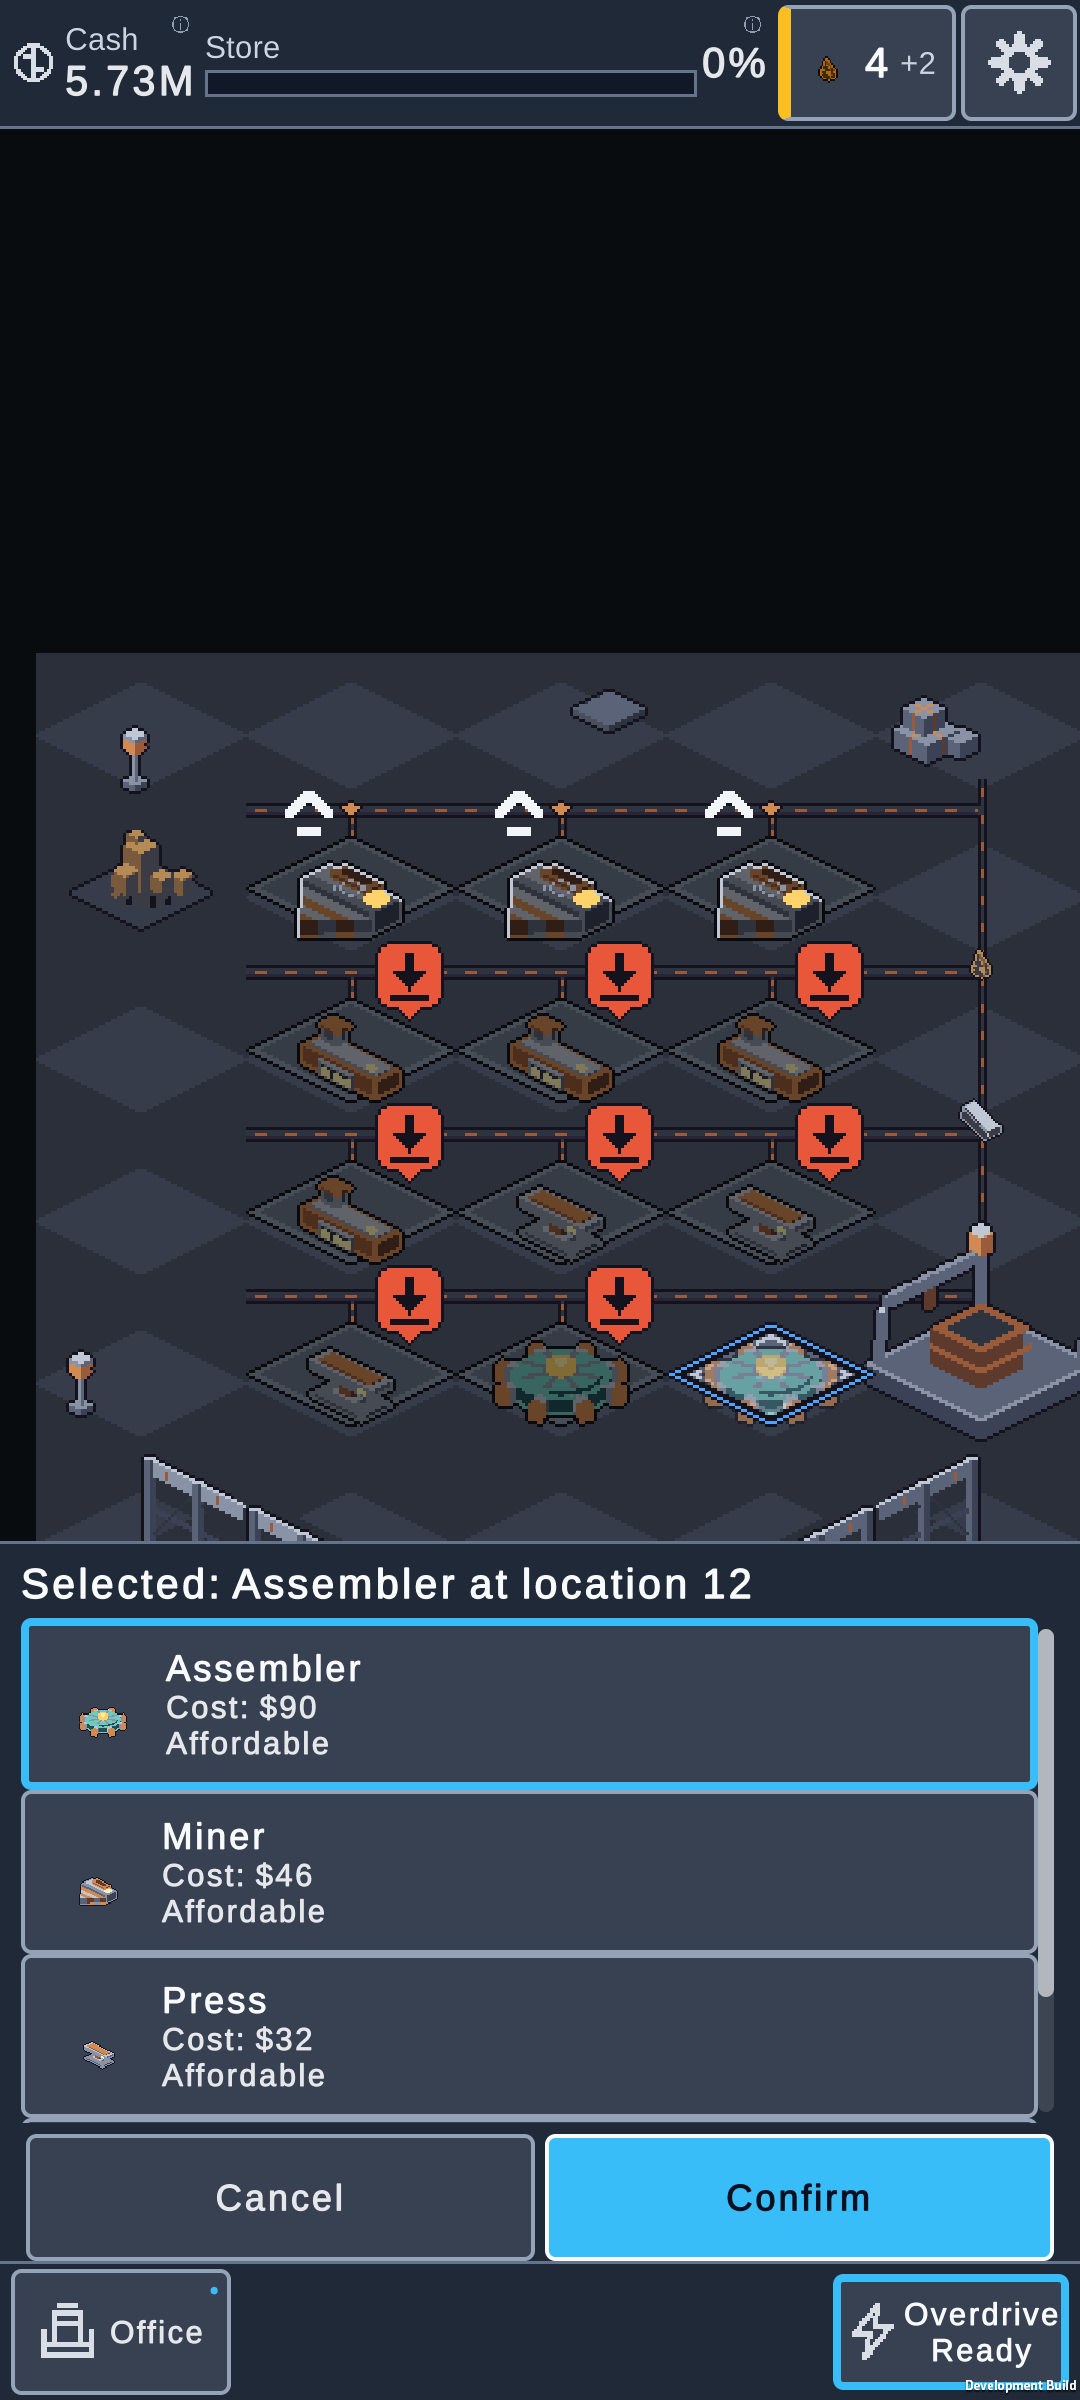 Cash
5.73M
Store
0%
4 +2
Selected: Assembler at location 12
Assembler
Cost: $90
Affordable
Miner
Cost: $46
Affordable
Press
Cost: $32
Affordable
Cancel
Confirm
Office
Overdrive
Ready
Development Build